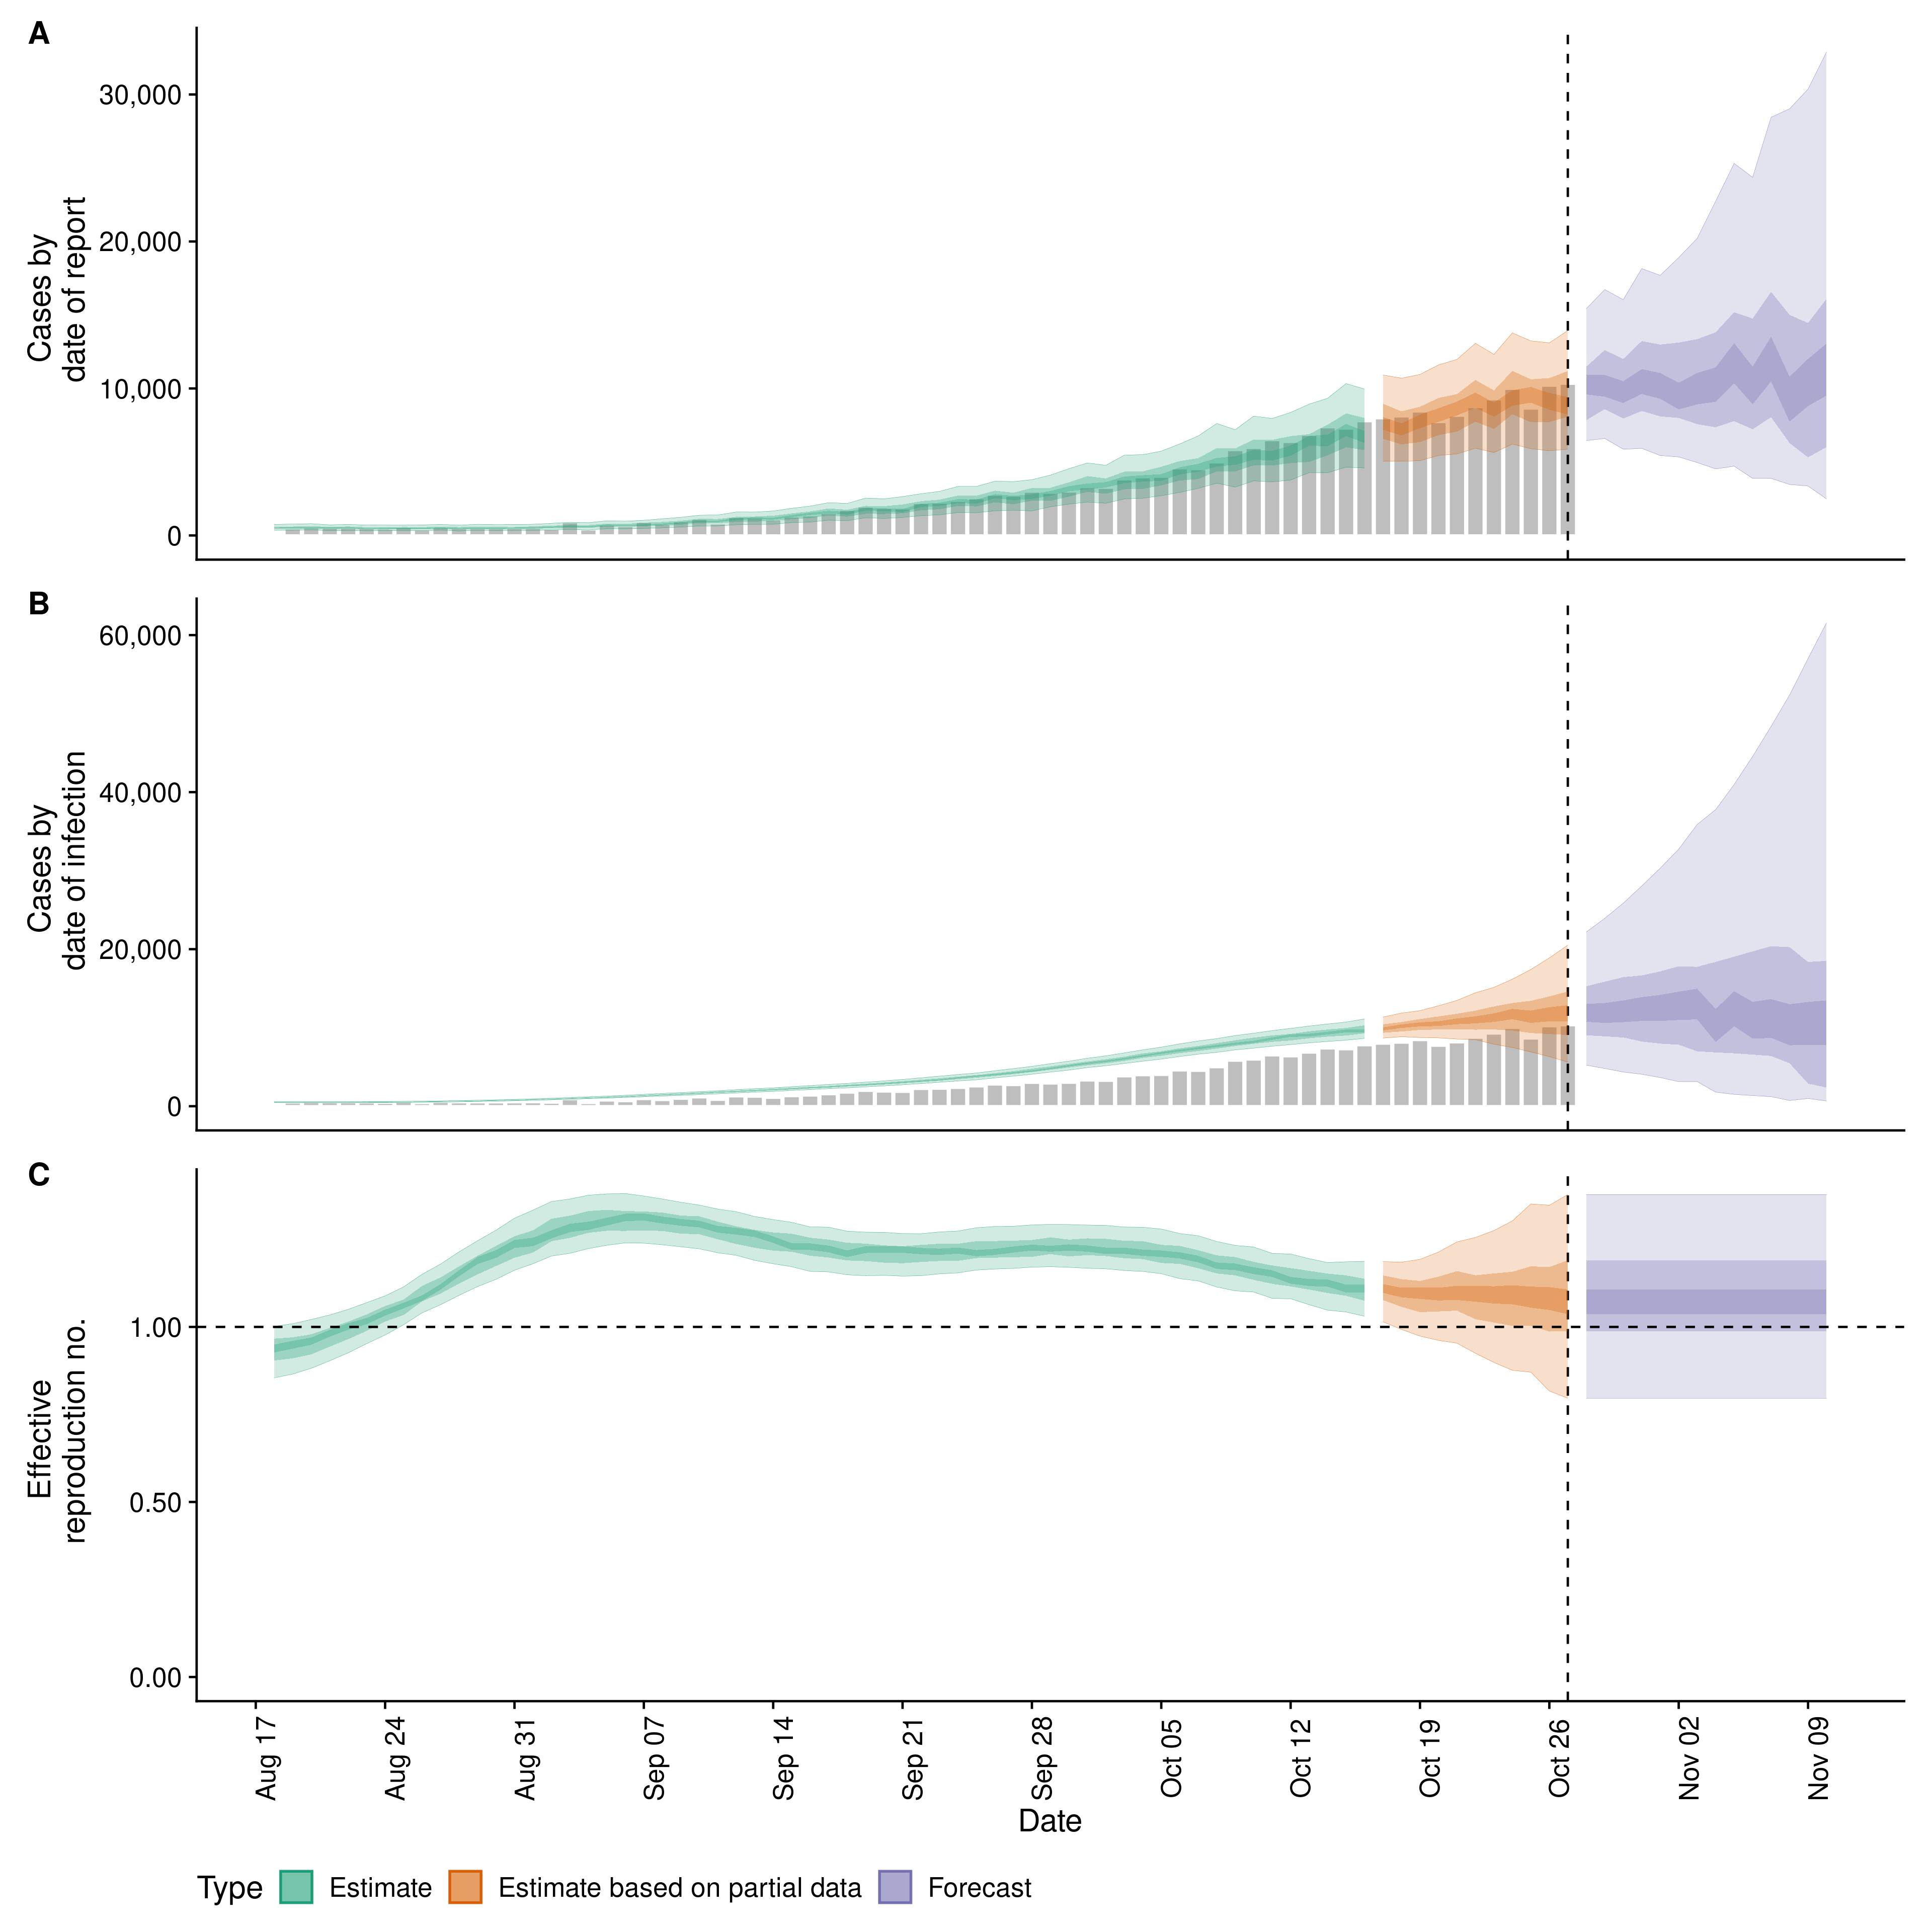 A
Cases by
date of report
30,000
20,000
10,000
0
B
Cases by
date of infection
60,000
40,000
20,000
0
C
Effective
reproduction no.
1.00
0.50
0.00
Aug 17
Aug 24
Aug 31
Sep 07
Sep 14
Sep 21
Sep 28
Oct 05
Oct 12
Oct 19
Oct 26
Nov 02
Nov 09
Date
Type
Estimate
Estimate based on partial data
Forecast